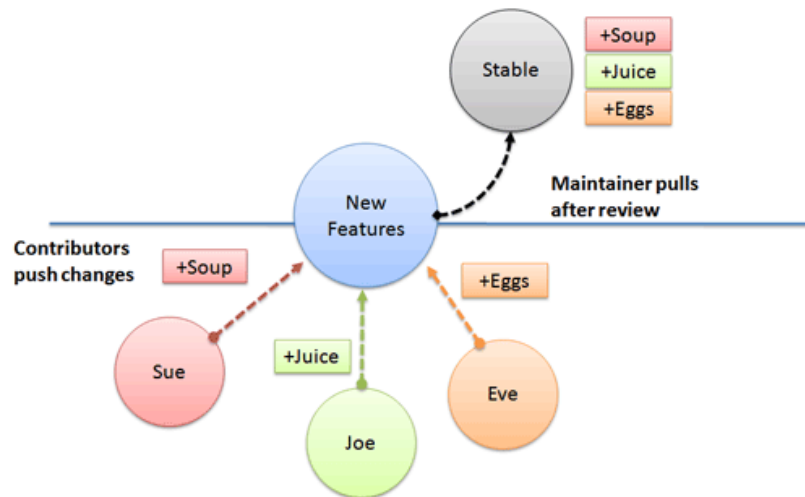 Stable
+Soup
+Juice
+Eggs
New
Features
Maintainer pulls
after review
Contributors
push changes
+Soup
+Eggs
+Juice
Sue
Joe
Eve